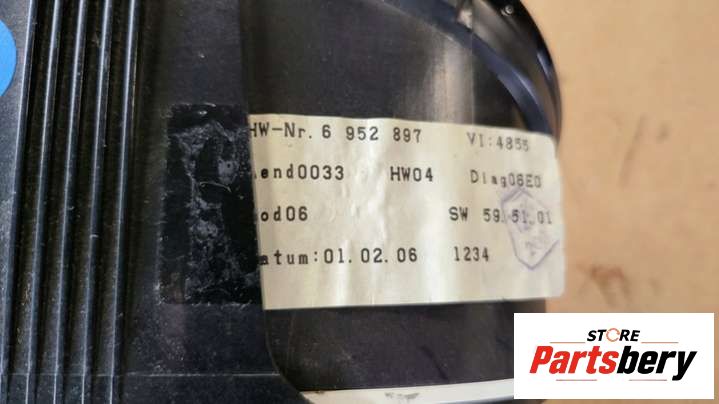 HW-Nr. 6 952 897 VI:4855
end0033 HW04 Diag06E0
od06 SW 59.51.01
atum:01.02.06 1234
STORE
Partsbery